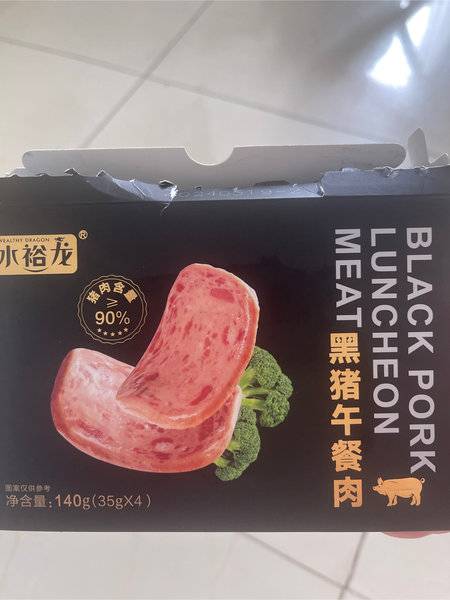 WEALTHY DRAGON
水裕龙®
猪肉含量
≥
90%
BLACK PORK
LUNCHEON
MEAT 黑猪午餐肉
图案仅供参考
净含量: 140g(35gX4)